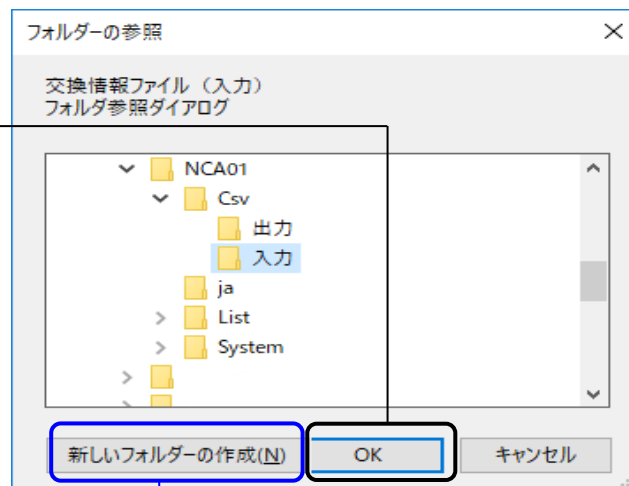 フォルダーの参照
交換情報ファイル（入力）
フォルダ参照ダイアログ
NCA01
Csv
出力
入力
ja
List
System
新しいフォルダーの作成(N)
OK
キャンセル